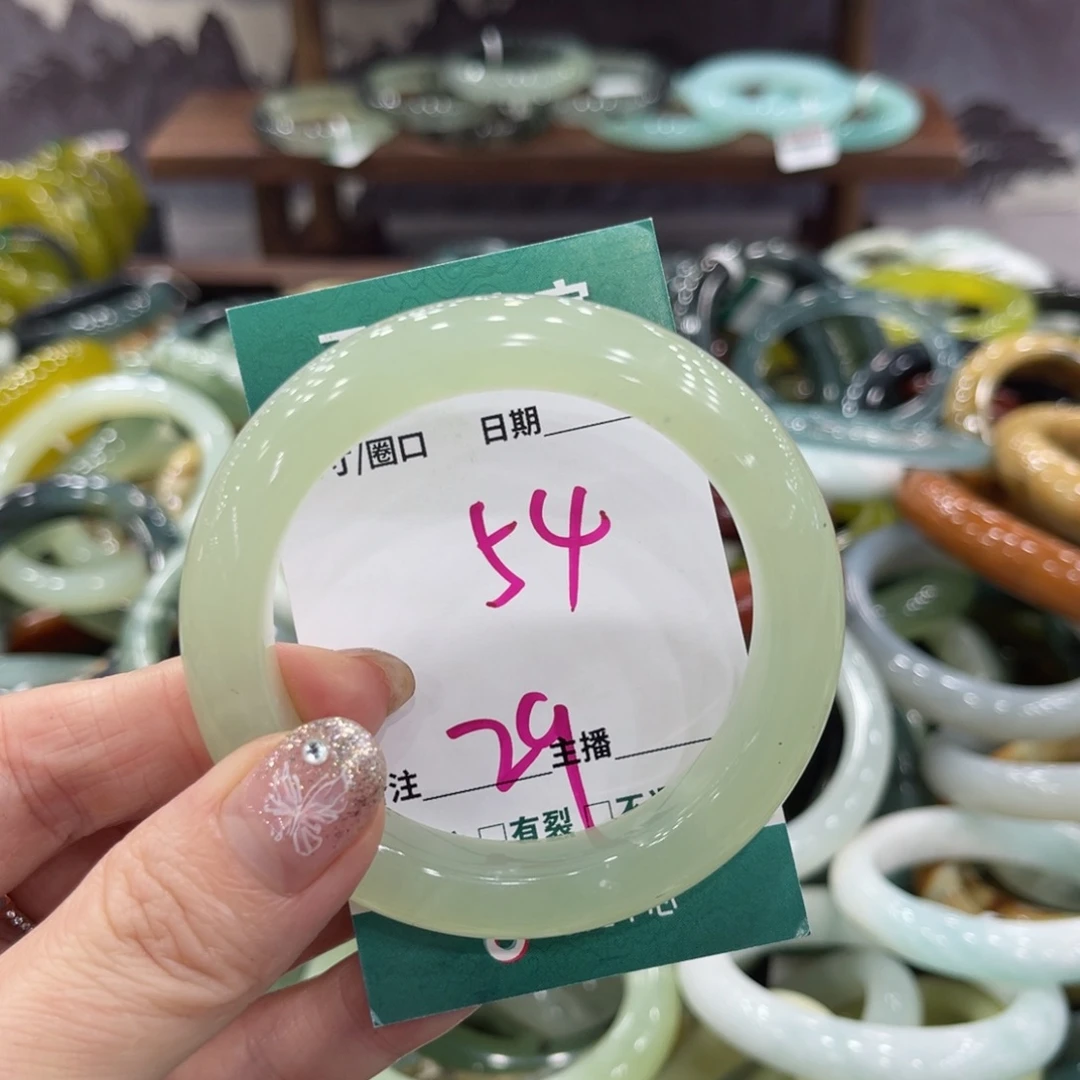 寸/圈口 日期
54
29
注 主播
□有裂 □不